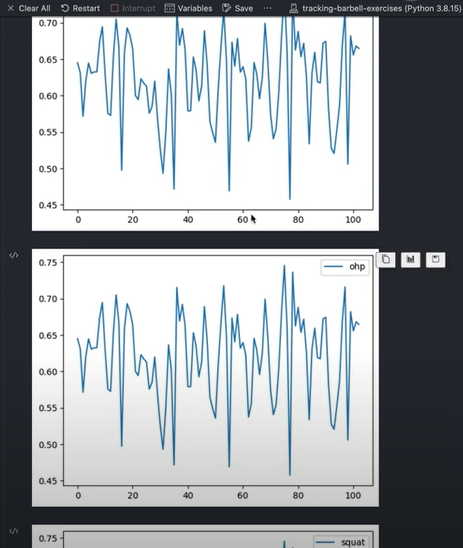 Clear All Restart Interrupt Variables Save ... tracking-barbell-exercises (Python 3.8.15)
0.70
0.65
0.60
0.55
0.50
0.45
0 20 40 60 80 100
0.75
ohp
0.70
0.65
0.60
0.55
0.50
0.45
0 20 40 60 80 100
0.75
squat